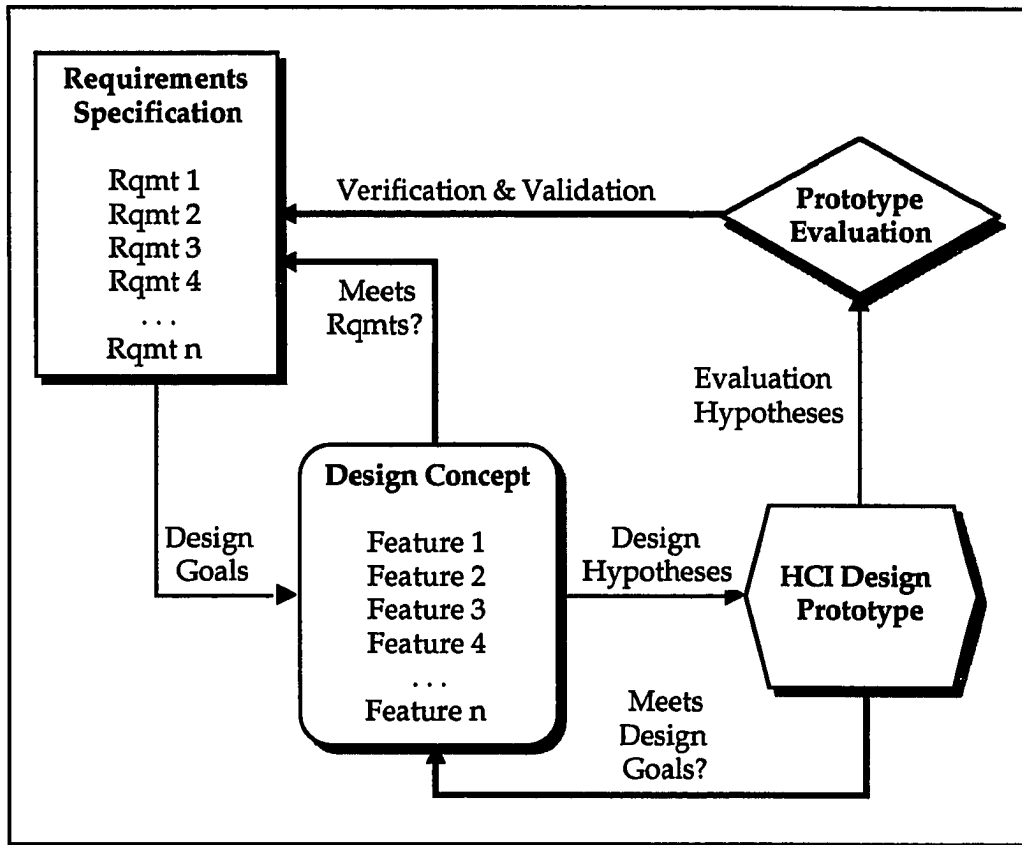 Requirements
Specification
Rqmt 1
Rqmt 2
Rqmt 3
Rqmt 4
. . .
Rqmt n
Verification & Validation
Prototype
Evaluation
Meets
Rqmts?
Evaluation
Hypotheses
Design
Goals
Design Concept
Feature 1
Feature 2
Feature 3
Feature 4
. . .
Feature n
Design
Hypotheses
HCI Design
Prototype
Meets
Design
Goals?